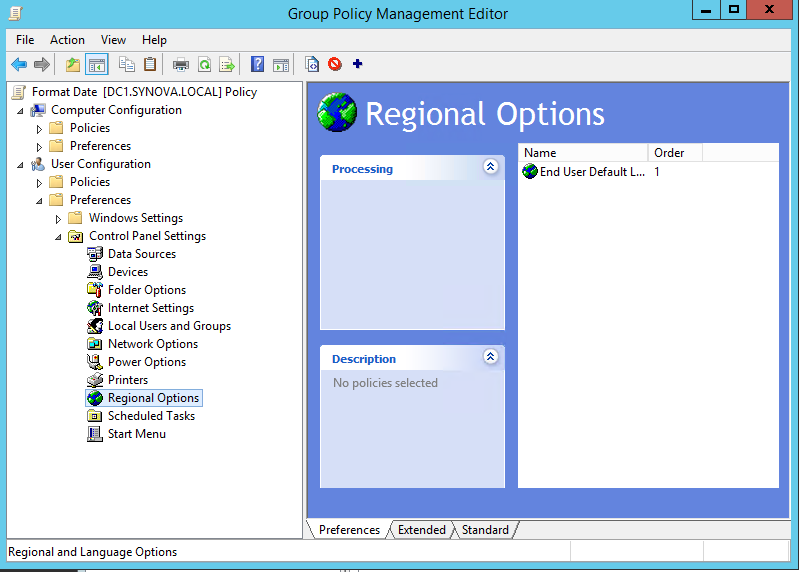 Group Policy Management Editor
File Action View Help
Format Date [DC1.SYNOVA.LOCAL] Policy
Computer Configuration
Policies
Preferences
User Configuration
Policies
Preferences
Windows Settings
Control Panel Settings
Data Sources
Devices
Folder Options
Internet Settings
Local Users and Groups
Network Options
Power Options
Printers
Regional Options
Scheduled Tasks
Start Menu
Regional Options
Processing
Description
No policies selected
Name Order
End User Default L... 1
Preferences Extended Standard
Regional and Language Options